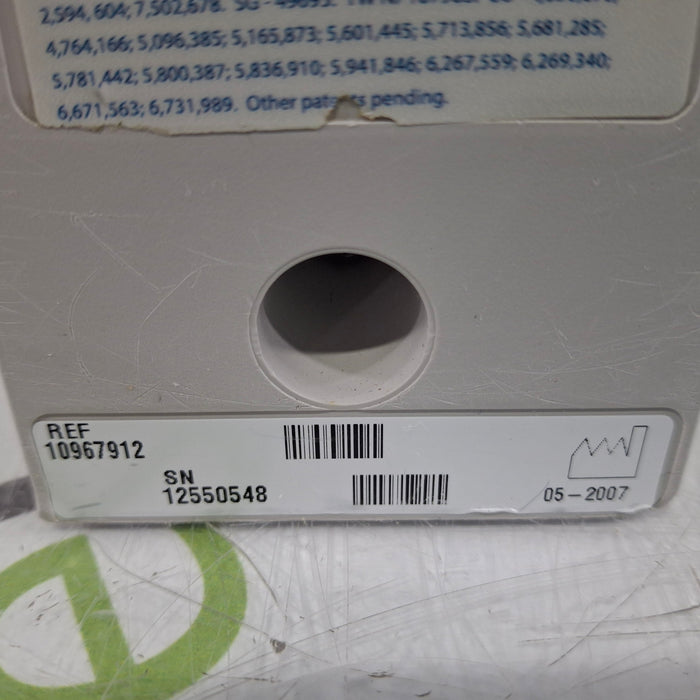 2,594,604; 7,502,678. SG - 49695.
4,764,166; 5,096,385; 5,165,873; 5,601,445; 5,713,856; 5,681,285;
5,781,442; 5,800,387; 5,836,910; 5,941,846; 6,267,559; 6,269,340;
6,671,563; 6,731,989. Other patents pending.
REF
10967912
SN
12550548
05-2007